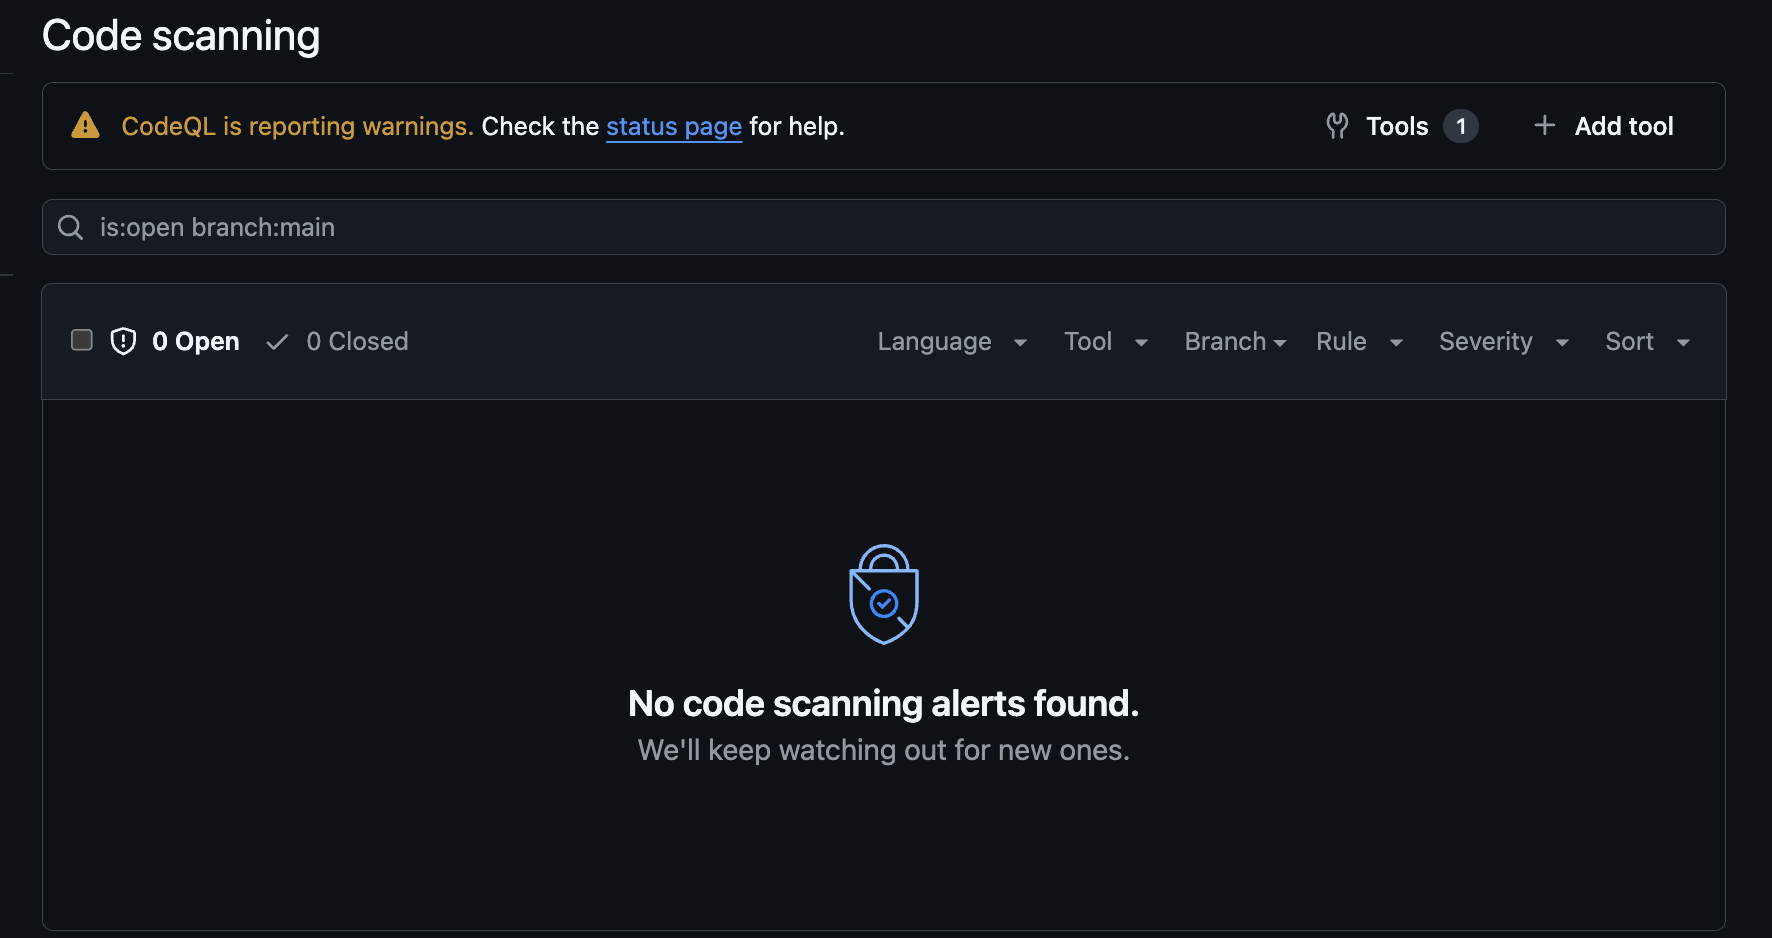 Code scanning
CodeQL is reporting warnings. Check the status page for help.
Tools 1
Add tool
is:open branch:main
0 Open
0 Closed
Language
Tool
Branch
Rule
Severity
Sort
No code scanning alerts found.
We'll keep watching out for new ones.